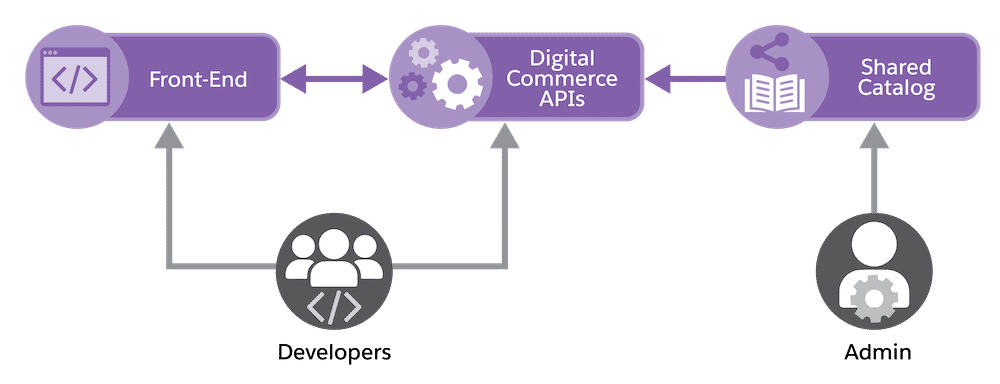 Front-End
Digital
Commerce
APIs
Shared
Catalog
</>
</>
Developers
Admin